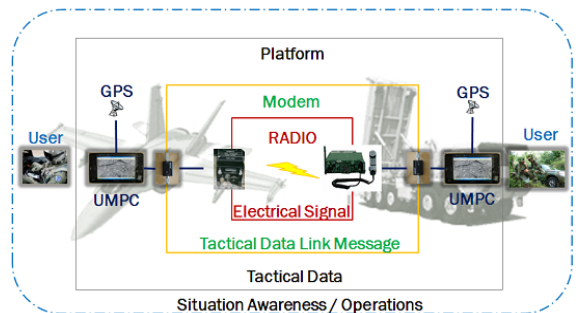 Platform
GPS
GPS
Modem
User
User
RADIO
UMPC
UMPC
Electrical Signal
Tactical Data Link Message
Tactical Data
Situation Awareness / Operations